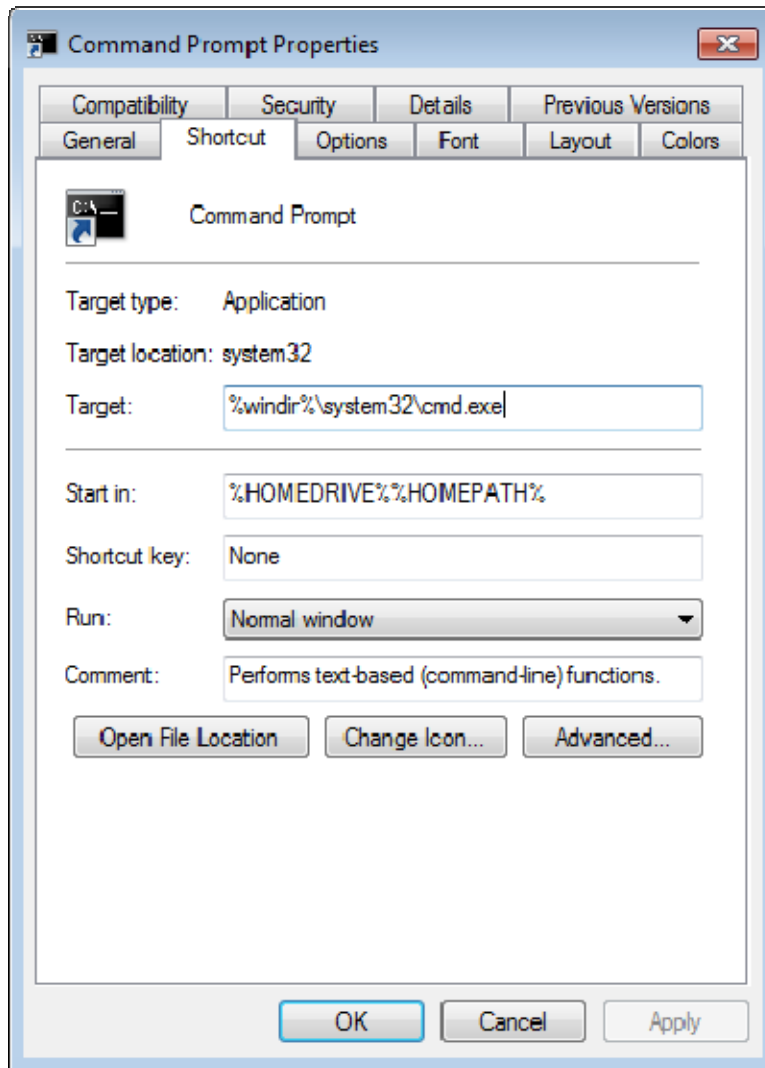 Command Prompt Properties
Compatibility Security Details Previous Versions
General Shortcut Options Font Layout Colors
C:\
Command Prompt
Target type: Application
Target location: system32
Target: %windir%\system32\cmd.exe
Start in: %HOMEDRIVE%%HOMEPATH%
Shortcut key: None
Run: Normal window
Comment: Performs text-based (command-line) functions.
Open File Location Change Icon... Advanced...
OK Cancel Apply